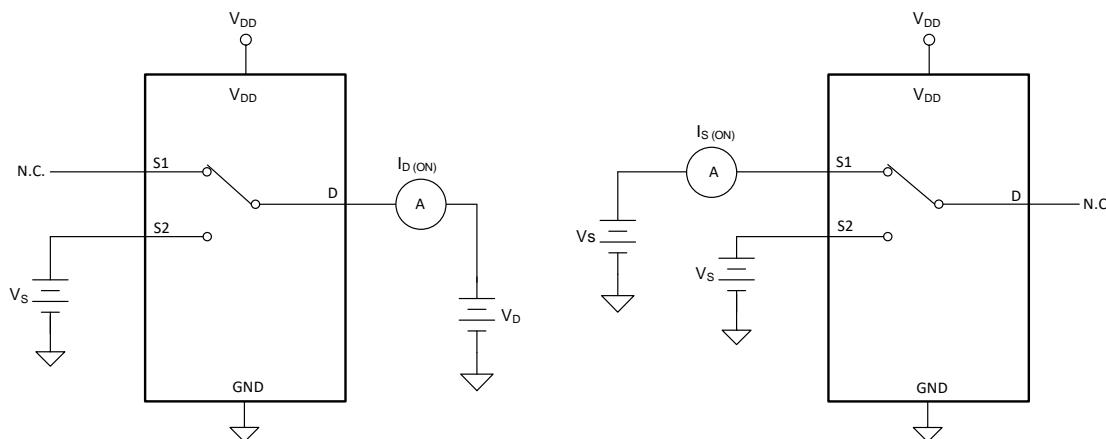 VDD
VDD
S1
N.C.
ID (ON)
A
D
S2
VS
VD
GND
VDD
VDD
IS (ON)
A
S1
D
N.C
S2
Vs
VS
GND